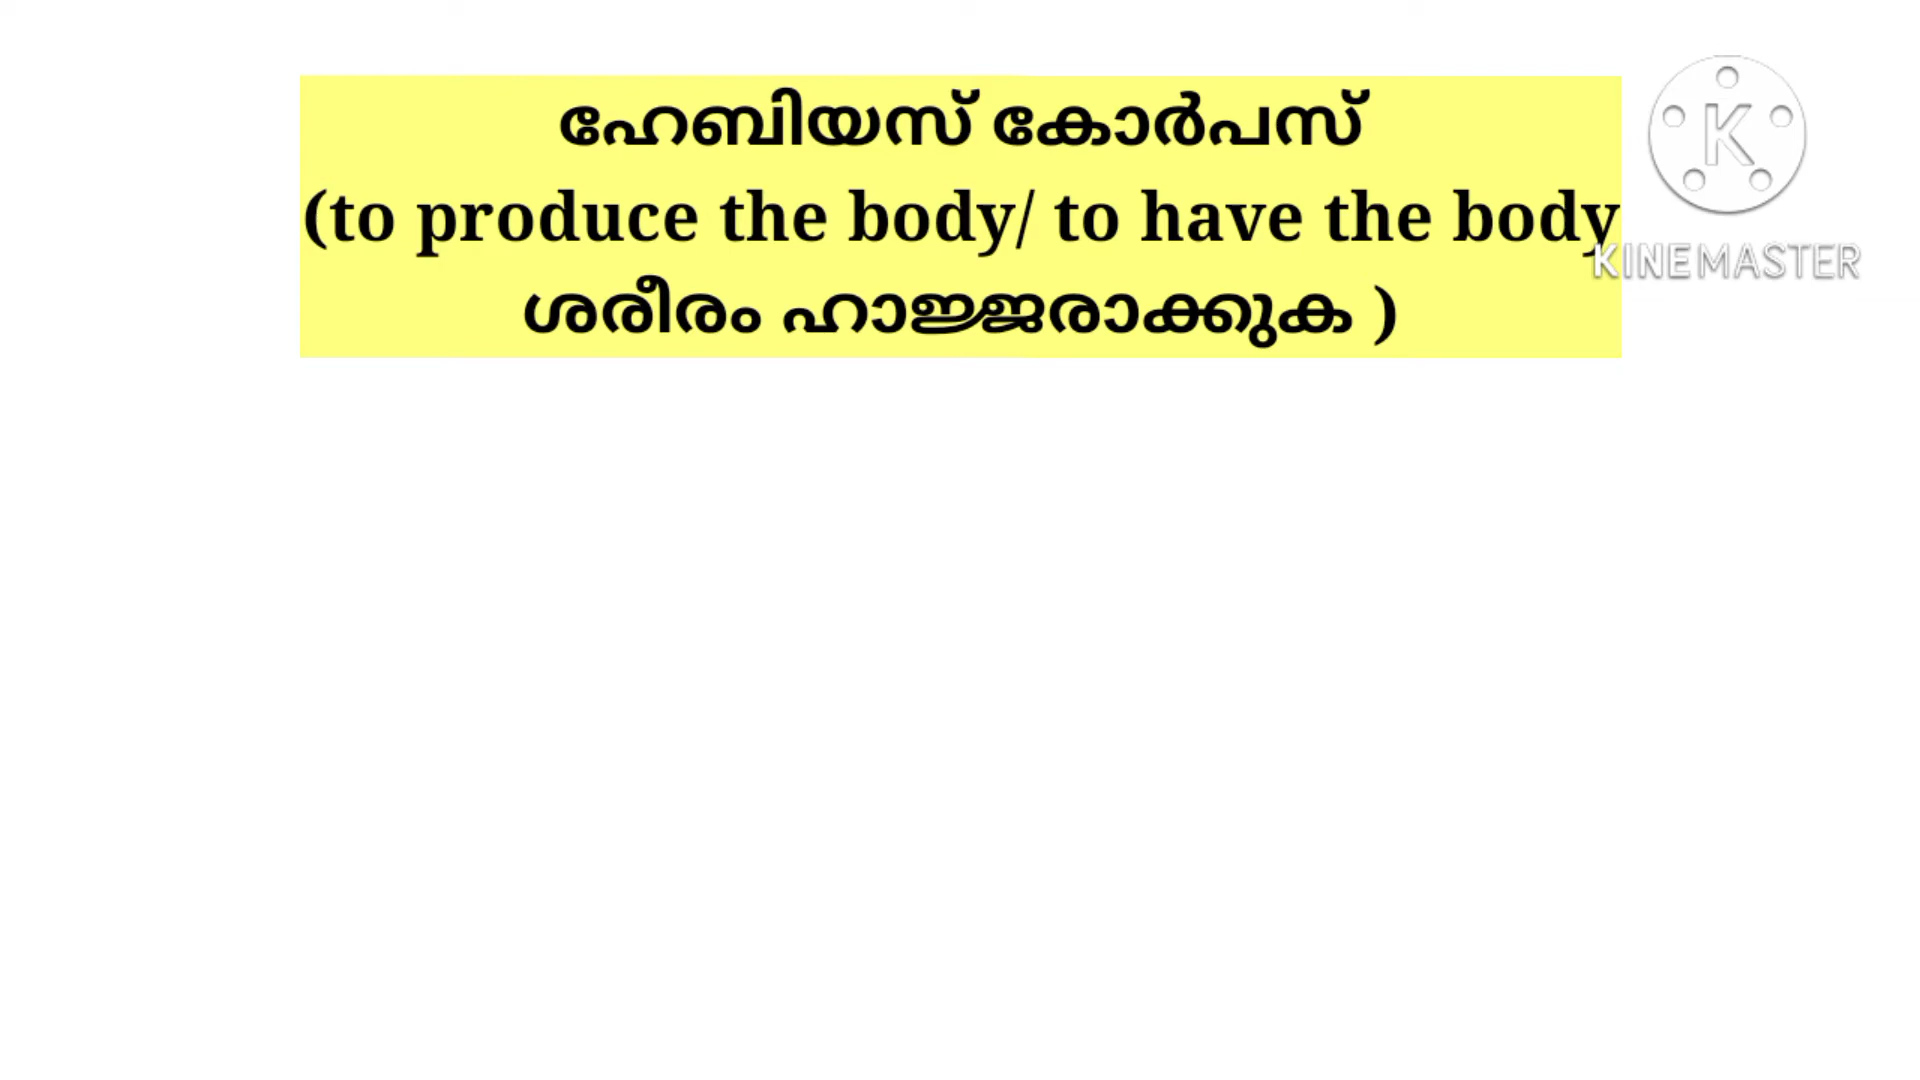 ഹേബിയസ് കോർപസ്
(to produce the body/ to have the body
ശരീരം ഹാജ്ജരാക്കുക )
K
KINEMASTER